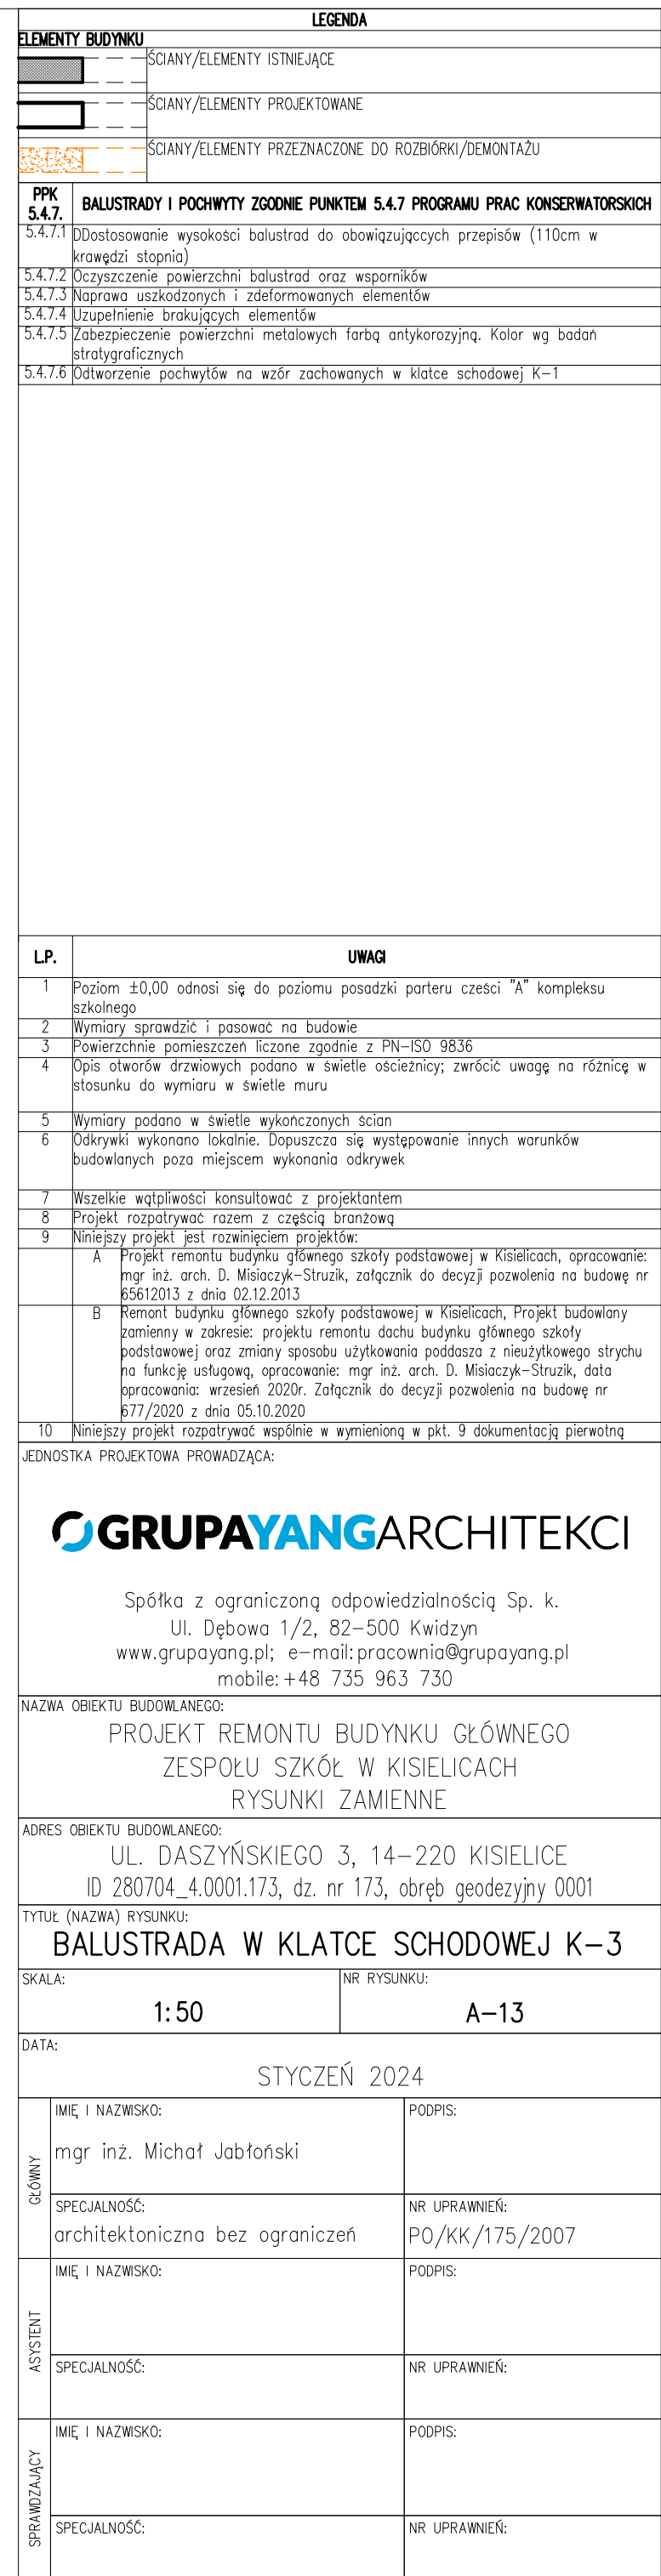 LEGENDA
ELEMENTY BUDYNKU
ŚCIANY/ELEMENTY ISTNIEJĄCE
ŚCIANY/ELEMENTY PROJEKTOWANE
ŚCIANY/ELEMENTY PRZEZNACZONE DO ROZBIÓRKI/DEMONTAŻU
PPK 5.4.7. BALUSTRADY I POCHWYTY ZGODNIE PUNKTEM 5.4.7 PROGRAMU PRAC KONSERWATORSKICH
5.4.7.1 DDostosowanie wysokości balustrad do obowiązujęccych przepisów (110cm w
krawędzi stopnia)
5.4.7.2 Oczyszczenie powierzchni balustrad oraz wsporników
5.4.7.3 Naprawa uszkodzonych i zdeformowanych elementów
5.4.7.4 Uzupełnienie brakujących elementów
5.4.7.5 Zabezpieczenie powierzchni metalowych farbą antykorozyjną. Kolor wg badań
stratygraficznych
5.4.7.6 Odtworzenie pochwytów na wzór zachowanych w klatce schodowej K-1
L.P. UWAGI
1 Poziom ±0,00 odnosi się do poziomu posadzki parteru cześci "A" kompleksu
szkolnego
2 Wymiary sprawdzić i pasować na budowie
3 Powierzchnie pomieszczeń liczone zgodnie z PN-ISO 9836
4 Opis otworów drzwiowych podano w świetle ościeżnicy; zwrócić uwagę na różnicę w
stosunku do wymiaru w świetle muru
5 Wymiary podano w świetle wykończonych ścian
6 Odkrywki wykonano lokalnie. Dopuszcza się występowanie innych warunków
budowlanych poza miejscem wykonania odkrywek
7 Wszelkie wątpliwości konsultować z projektantem
8 Projekt rozpatrywać razem z częścią branżową
9 Niniejszy projekt jest rozwinięciem projektów:
A Projekt remontu budynku głównego szkoły podstawowej w Kisielicach, opracowanie:
mgr inż. arch. D. Misiaczyk-Struzik, załącznik do decyzji pozwolenia na budowę nr
65612013 z dnia 02.12.2013
B Remont budynku głównego szkoły podstawowej w Kisielicach, Projekt budowlany
zamienny w zakresie: projektu remontu dachu budynku głównego szkoły
podstawowej oraz zmiany sposobu użytkowania poddasza z nieużytkowego strychu
na funkcję usługową, opracowanie: mgr inż. arch. D. Misiaczyk-Struzik, data
opracowania: wrzesień 2020r. Załącznik do decyzji pozwolenia na budowę nr
677/2020 z dnia 05.10.2020
10 Niniejszy projekt rozpatrywać wspólnie w wymienioną w pkt. 9 dokumentacją pierwotną
JEDNOSTKA PROJEKTOWA PROWADZĄCA:
GRUPAYANGARCHITEKCI
Spółka z ograniczoną odpowiedzialnością Sp. k.
Ul. Dębowa 1/2, 82-500 Kwidzyn
www.grupayang.pl; e-mail:pracownia@grupayang.pl
mobile:+48 735 963 730
NAZWA OBIEKTU BUDOWLANEGO:
PROJEKT REMONTU BUDYNKU GŁÓWNEGO
ZESPOŁU SZKÓŁ W KISIELICACH
RYSUNKI ZAMIENNE
ADRES OBIEKTU BUDOWLANEGO:
UL. DASZYŃSKIEGO 3, 14-220 KISIELICE
ID 280704_4.0001.173, dz. nr 173, obręb geodezyjny 0001
TYTUŁ (NAZWA) RYSUNKU:
BALUSTRADA W KLATCE SCHODOWEJ K-3
SKALA: NR RYSUNKU:
1:50 A-13
DATA:
STYCZEŃ 2024
GŁÓWNY
IMIĘ I NAZWISKO: PODPIS:
mgr inż. Michał Jabłoński
SPECJALNOŚĆ: NR UPRAWNIEŃ:
architektoniczna bez ograniczeń PO/KK/175/2007
ASYSTENT
IMIĘ I NAZWISKO: PODPIS:
SPECJALNOŚĆ: NR UPRAWNIEŃ:
SPRAWDZAJĄCY
IMIĘ I NAZWISKO: PODPIS:
SPECJALNOŚĆ: NR UPRAWNIEŃ: